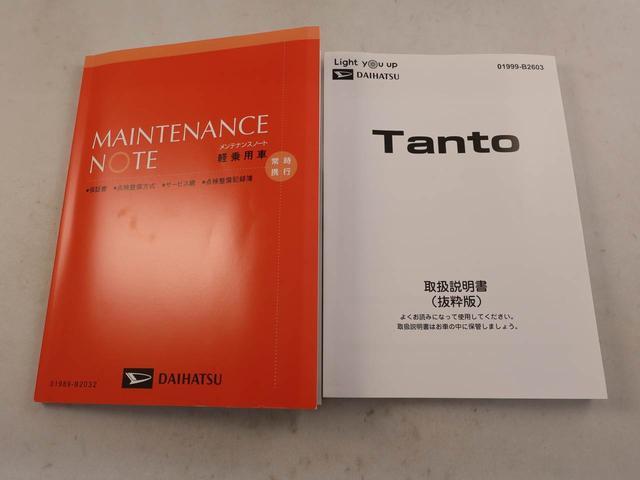 MAINTENANCE
NOTE
メンテナンスノート
軽乗用車
常時
携行
●保証書 ●点検整備方式 ●サービス網 ●点検整備記録簿
DAIHATSU
01989-B2032
Light you up
DAIHATSU
01999-B2603
Tanto
取扱説明書
(抜粋版)
よくお読みになって使用してください。
取扱説明書はお車の中に保管しましょう。